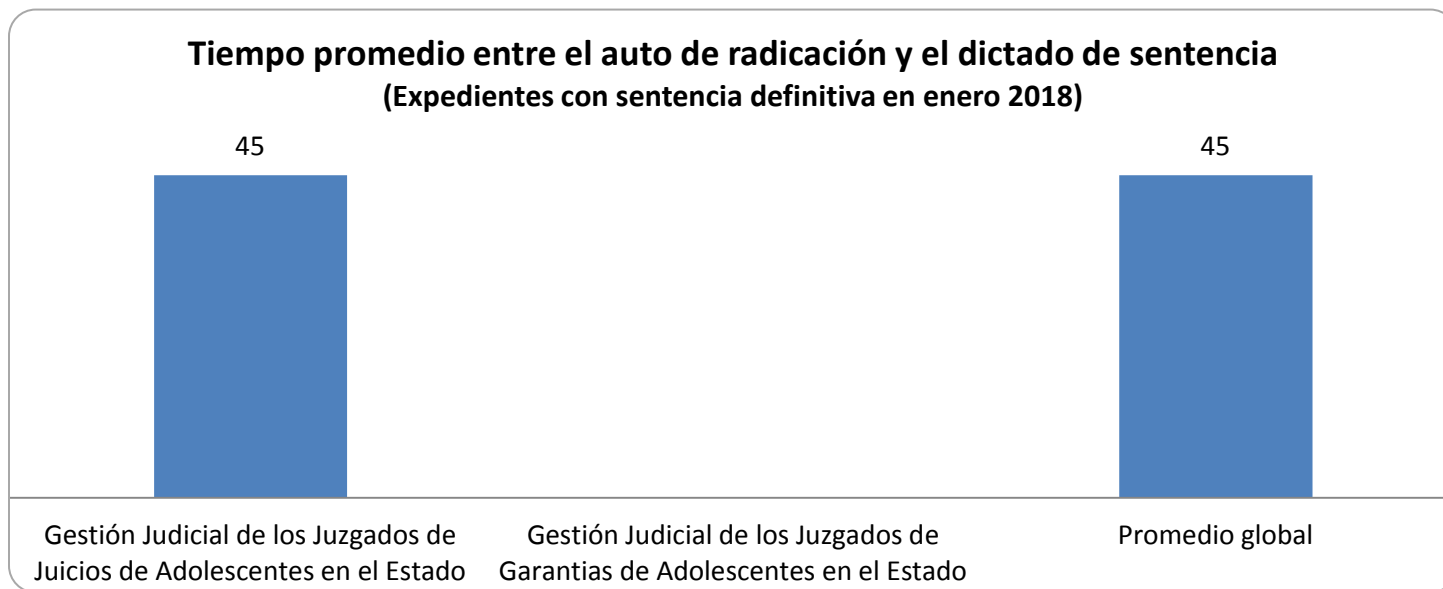 Tiempo promedio entre el auto de radicación y el dictado de sentencia
(Expedientes con sentencia definitiva en enero 2018)
45
45
Gestión Judicial de los Juzgados de
Juicios de Adolescentes en el Estado
Gestión Judicial de los Juzgados de
Garantias de Adolescentes en el Estado
Promedio global